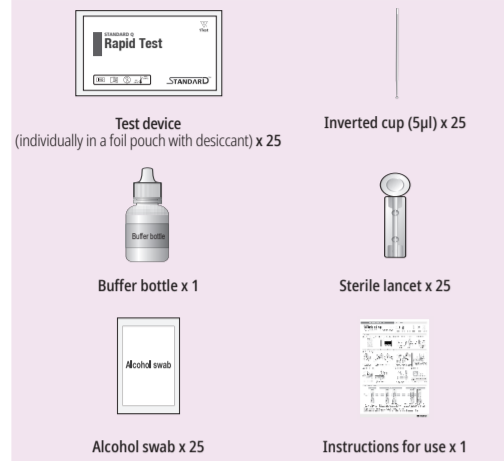 STANDARD Q
Rapid Test
STANDARD
Test device
(individually in a foil pouch with desiccant) x 25
Inverted cup (5μl) x 25
Buffer bottle
Buffer bottle x 1
Sterile lancet x 25
Alcohol swab
Alcohol swab x 25
Instructions for use x 1